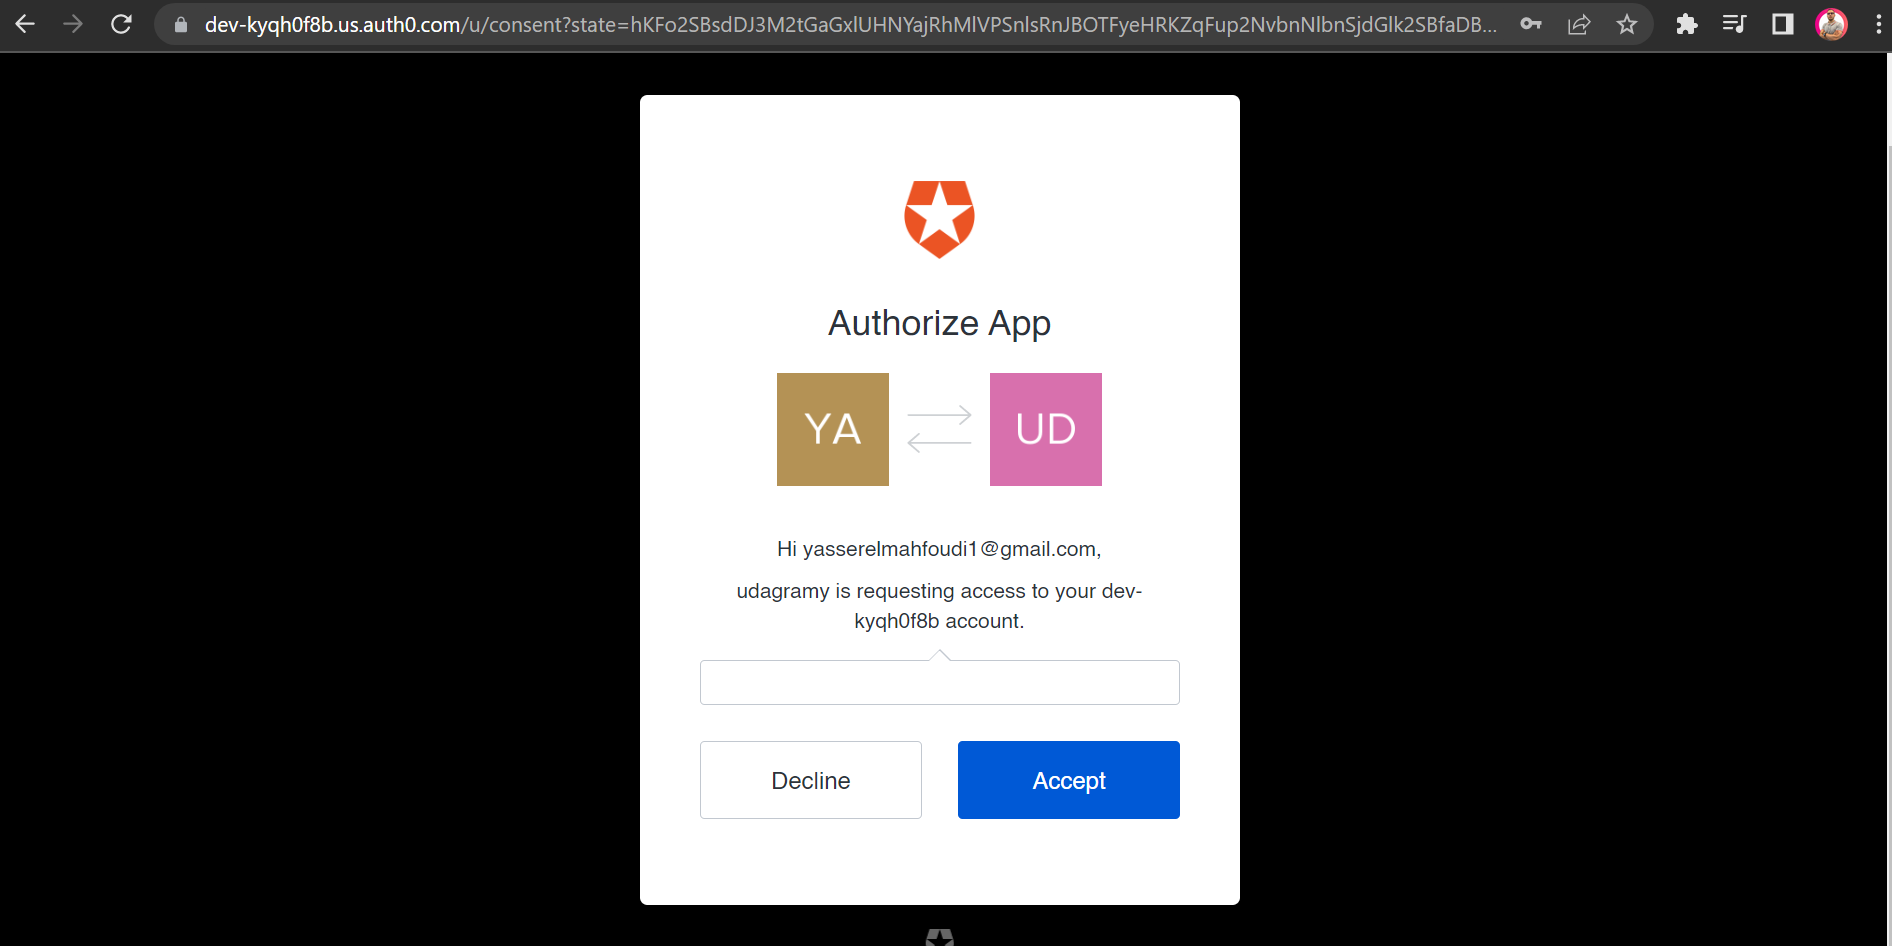 dev-kyqh0f8b.us.auth0.com/u/consent?state=hKFo2SBsdDJ3M2tGaGxlUHNYajRhMlVPSnlsRnJBOTFyeHRKZqFup2NvbnNlbnSjdGlk2SBfaDB...
Authorize App
YA
UD
Hi yasserelmahfoudi1@gmail.com,
udagramy is requesting access to your dev-
kyqh0f8b account.
Decline
Accept